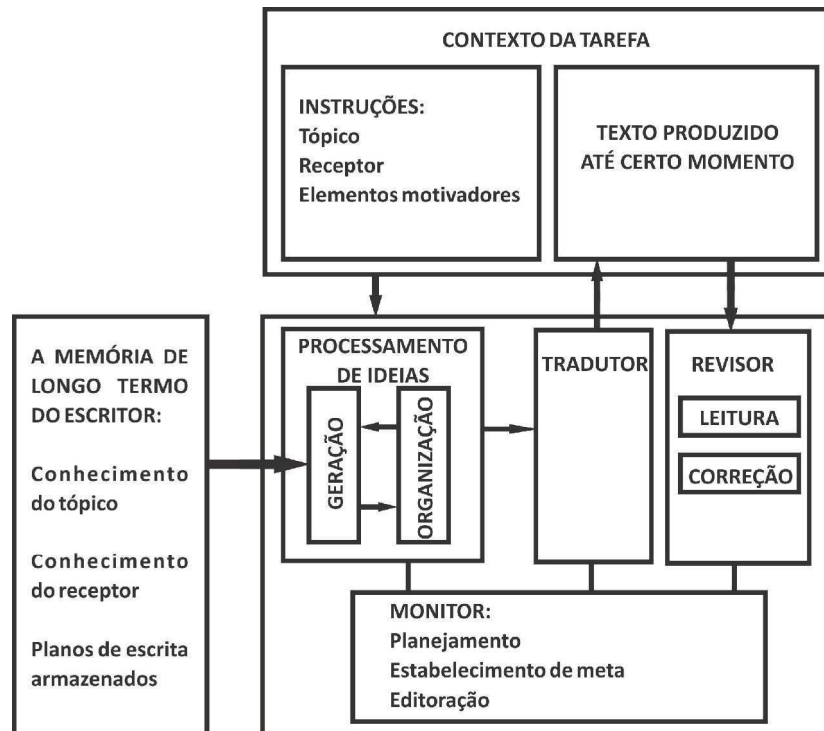 CONTEXTO DA TAREFA
INSTRUÇÕES:
Tópico
Receptor
Elementos motivadores
TEXTO PRODUZIDO
ATÉ CERTO MOMENTO
A MEMÓRIA DE
LONGO TERMO
DO ESCRITOR:
Conhecimento
do tópico
Conhecimento
do receptor
Planos de escrita
armazenados
PROCESSAMENTO
DE IDEIAS
GERAÇÃO
ORGANIZAÇÃO
TRADUTOR
REVISOR
LEITURA
CORREÇÃO
MONITOR:
Planejamento
Estabelecimento de meta
Editoração